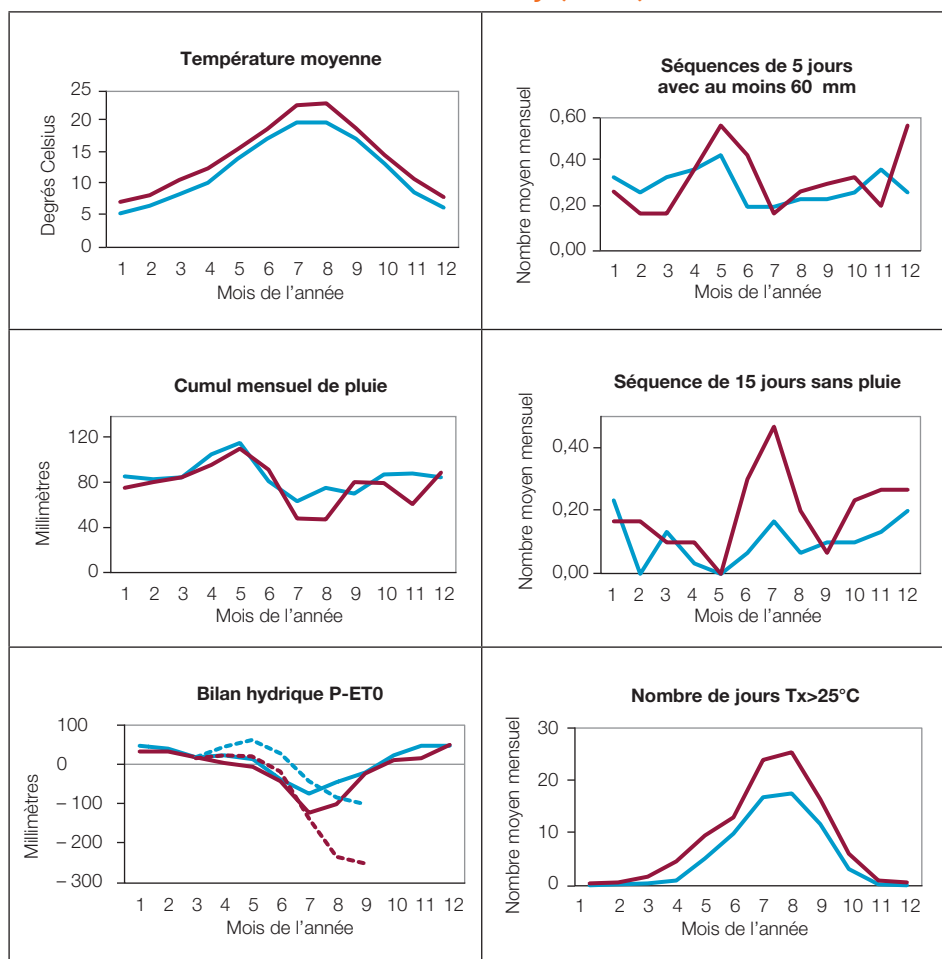 Température moyenne
Degrés Celsius
25
20
15
10
5
0
1 2 3 4 5 6 7 8 9 10 11 12
Mois de l'année
Séquences de 5 jours
avec au moins 60 mm
Nombre moyen mensuel
0,60
0,40
0,20
0,00
1 2 3 4 5 6 7 8 9 10 11 12
Mois de l'année
Cumul mensuel de pluie
Millimètres
120
80
40
0
1 2 3 4 5 6 7 8 9 10 11 12
Mois de l'année
Séquence de 15 jours sans pluie
Nombre moyen mensuel
0,40
0,20
0,00
1 2 3 4 5 6 7 8 9 10 11 12
Mois de l'année
Bilan hydrique P-ET0
Millimètres
100
0
– 100
– 200
– 300
1 2 3 4 5 6 7 8 9 10 11 12
Mois de l'année
Nombre de jours Tx>25°C
Nombre moyen mensuel
30
20
10
0
1 2 3 4 5 6 7 8 9 10 11 12
Mois de l'année